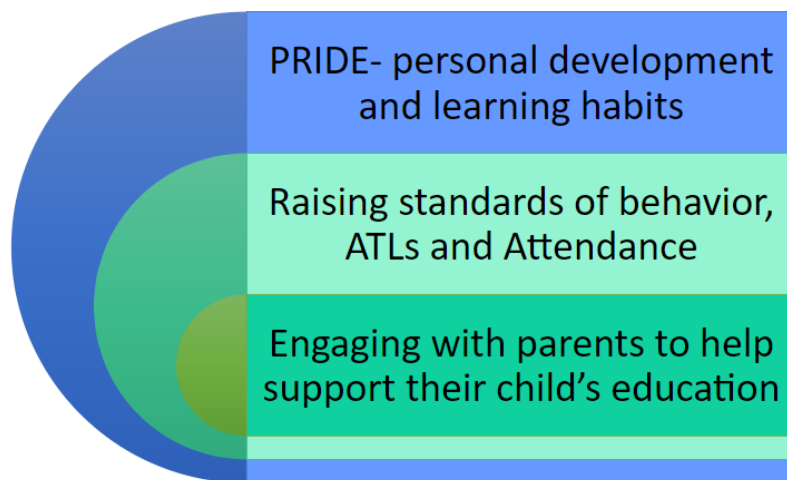 PRIDE- personal development
and learning habits
Raising standards of behavior,
ATLs and Attendance
Engaging with parents to help
support their child's education